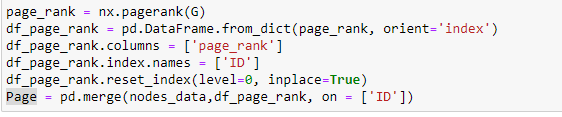 page_rank = nx.pagerank(G)
df_page_rank = pd.DataFrame.from_dict(page_rank, orient='index')
df_page_rank.columns = ['page_rank']
df_page_rank.index.names = ['ID']
df_page_rank.reset_index(level=0, inplace=True)
Page = pd.merge(nodes_data,df_page_rank, on = ['ID'])